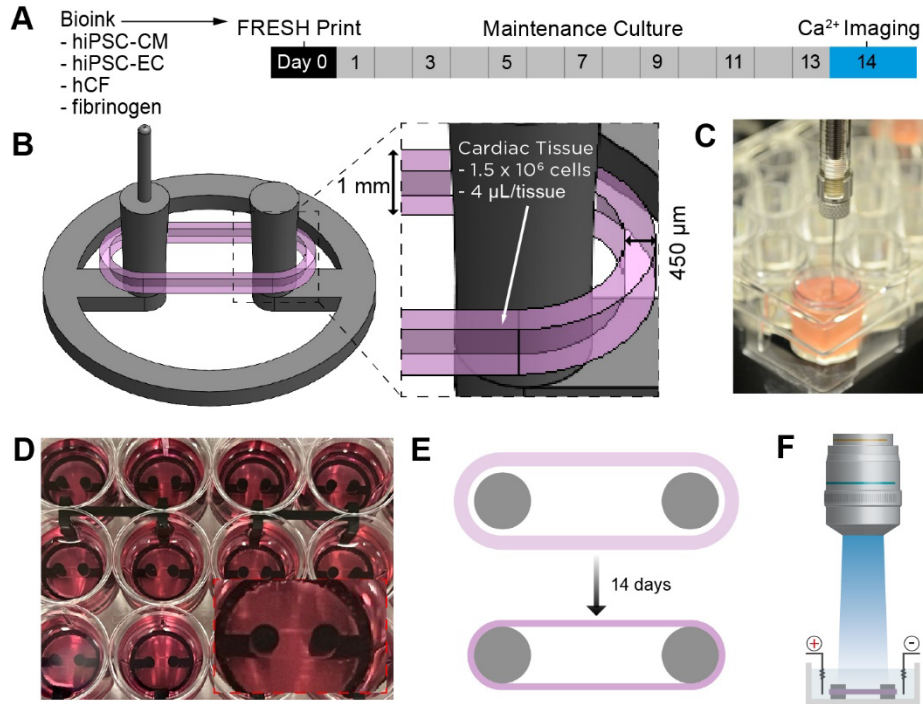 A
Bioink
- hiPSC-CM
- hiPSC-EC
- hCF
- fibrinogen
FRESH Print
Maintenance Culture
Ca²⁺ Imaging
Day 0 1 3 5 7 9 11 13 14
B
1 mm
Cardiac Tissue
- 1.5 x 10⁶ cells
- 4 µL/tissue
450 µm
C
D
E
14 days
F
+
-